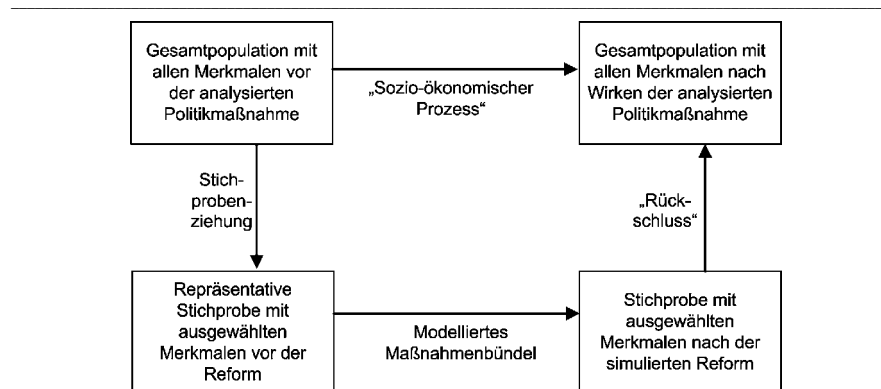 Gesamtpopulation mit
allen Merkmalen vor
der analysierten
Politikmaßnahme
„Sozio-ökonomischer
Prozess“
Gesamtpopulation mit
allen Merkmalen nach
Wirken der analysierten
Politikmaßnahme
Stich-
proben-
ziehung
„Rück-
schluss“
Repräsentative
Stichprobe mit
ausgewählten
Merkmalen vor der
Reform
Modelliertes
Maßnahmenbündel
Stichprobe mit
ausgewählten
Merkmalen nach der
simulierten Reform